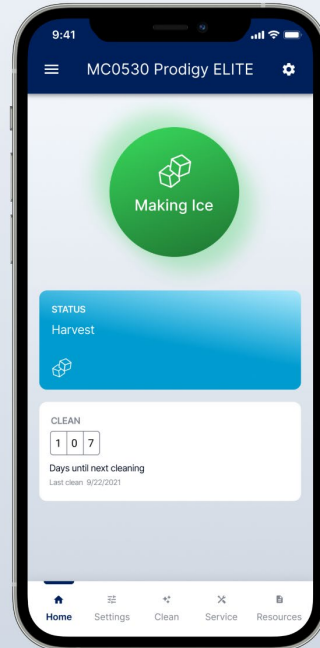 9:41
MC0530 Prodigy ELITE
Making Ice
STATUS
Harvest
CLEAN
1 0 7
Days until next cleaning
Last clean 9/22/2021
Home Settings Clean Service Resources